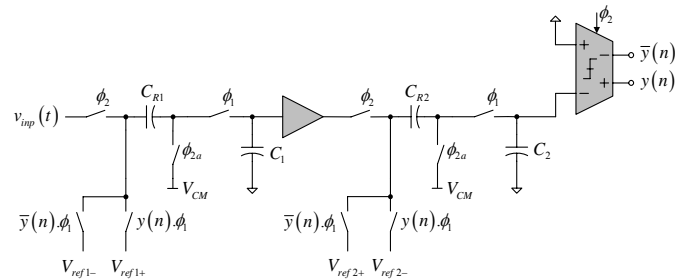 ϕ₂
+
−
y̅(n)
−
+
y(n)
v_inp(t)
ϕ₂
C_R1
ϕ₁
ϕ₂
C_R2
ϕ₁
ϕ₂ₐ
C₁
ϕ₂ₐ
C₂
V_CM
V_CM
y̅(n).ϕ₁
y(n).ϕ₁
y̅(n).ϕ₁
y(n).ϕ₁
V_ref1−
V_ref1+
V_ref2+
V_ref2−